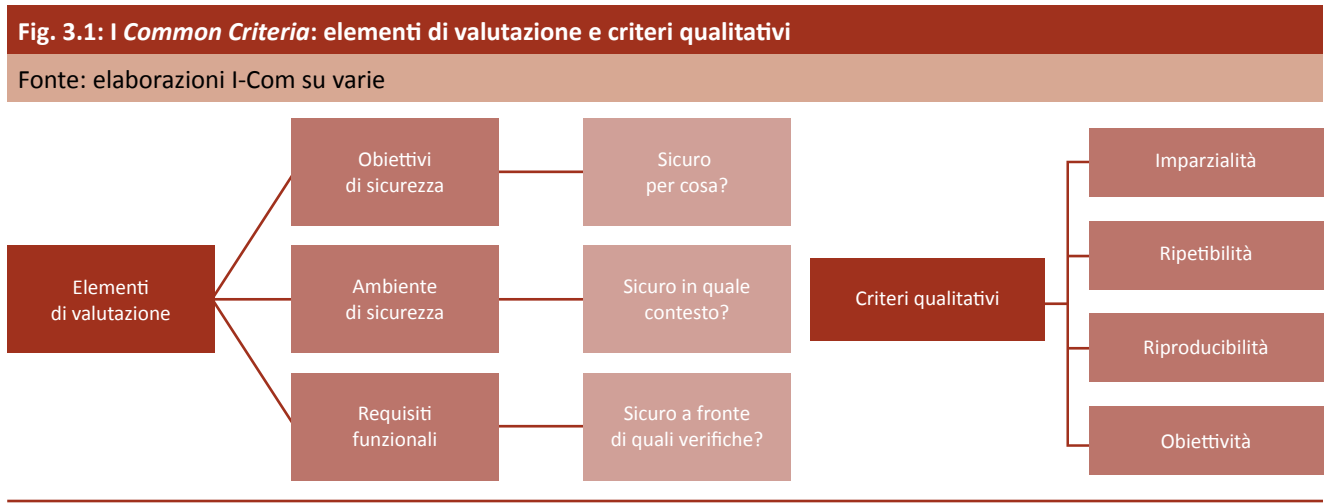 Fig. 3.1: I Common Criteria: elementi di valutazione e criteri qualitativi
Fonte: elaborazioni I-Com su varie
Elementi
di valutazione
Obiettivi
di sicurezza
Sicuro
per cosa?
Ambiente
di sicurezza
Sicuro in quale
contesto?
Requisiti
funzionali
Sicuro a fronte
di quali verifiche?
Criteri qualitativi
Imparzialità
Ripetibilità
Riproducibilità
Obiettività